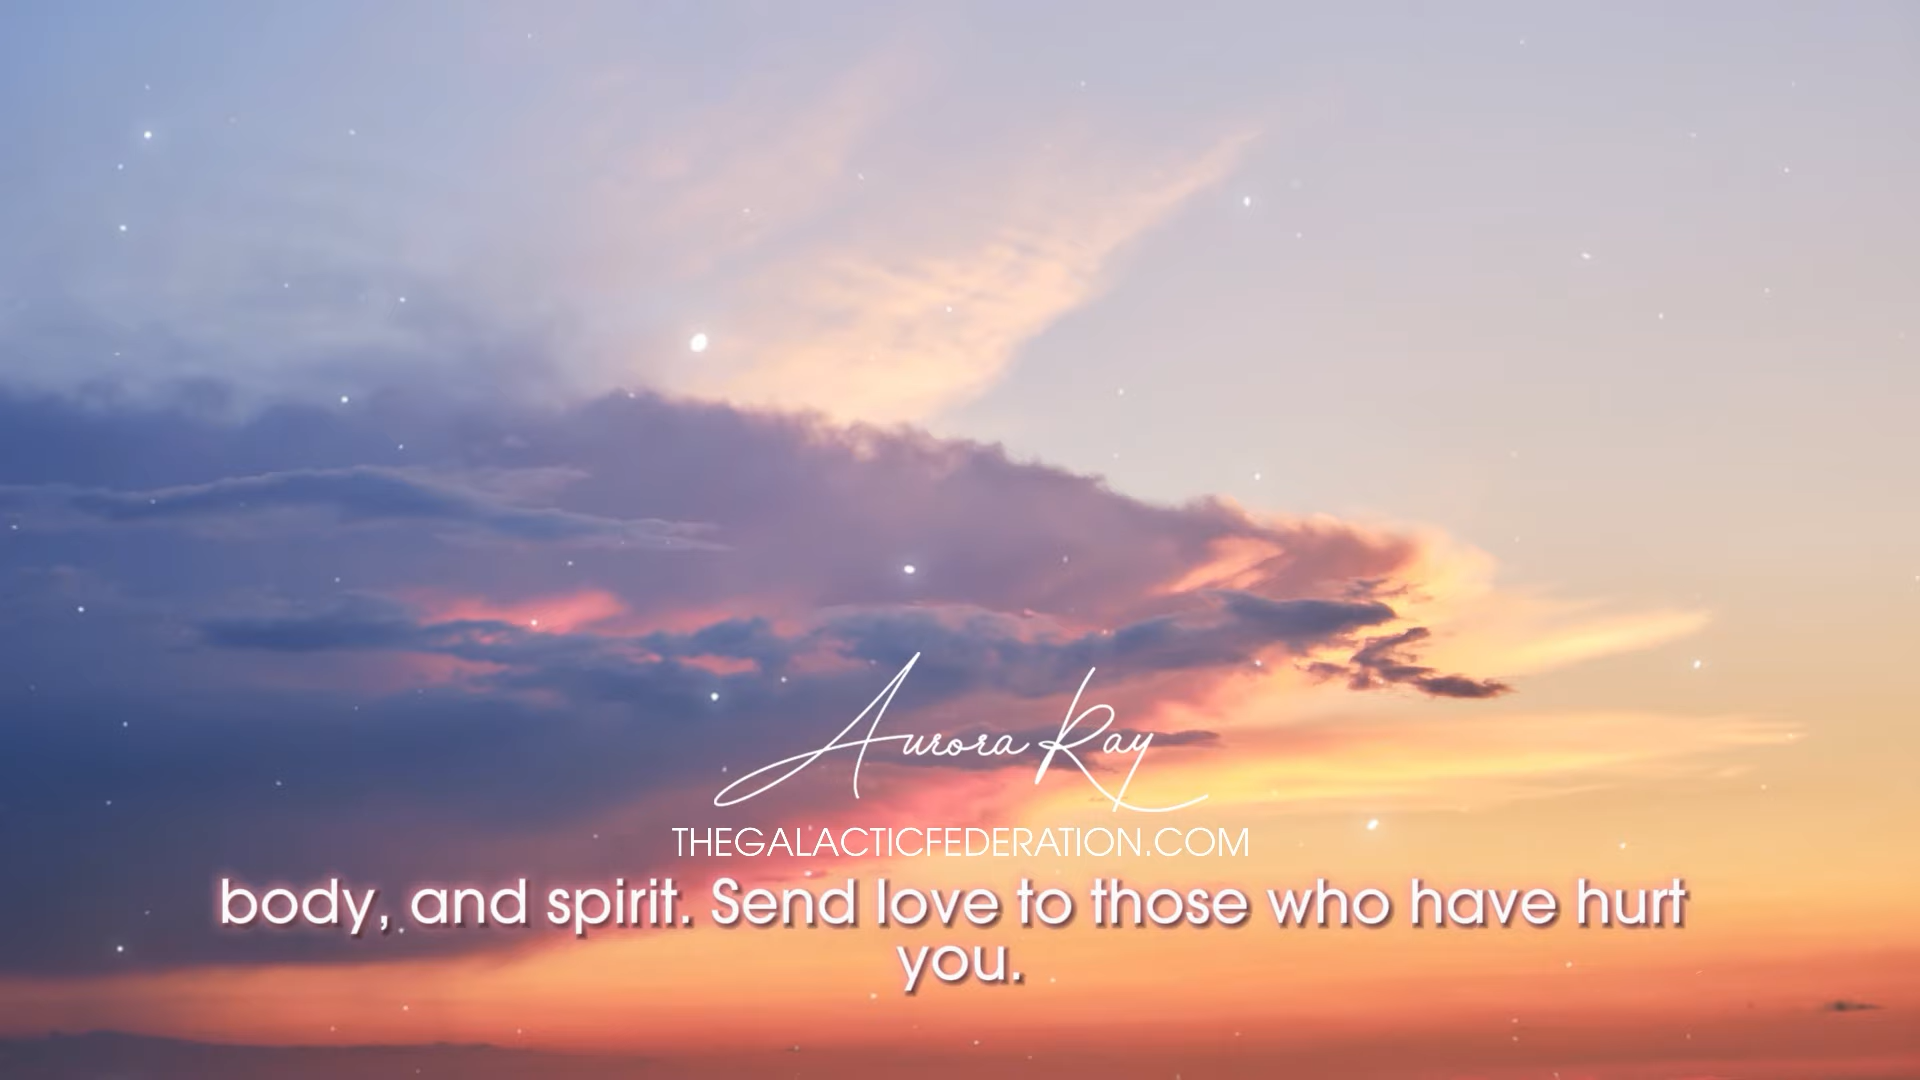 Aurora Ray
THEGALACTICFEDERATION.COM
body, and spirit. Send love to those who have hurt
you.